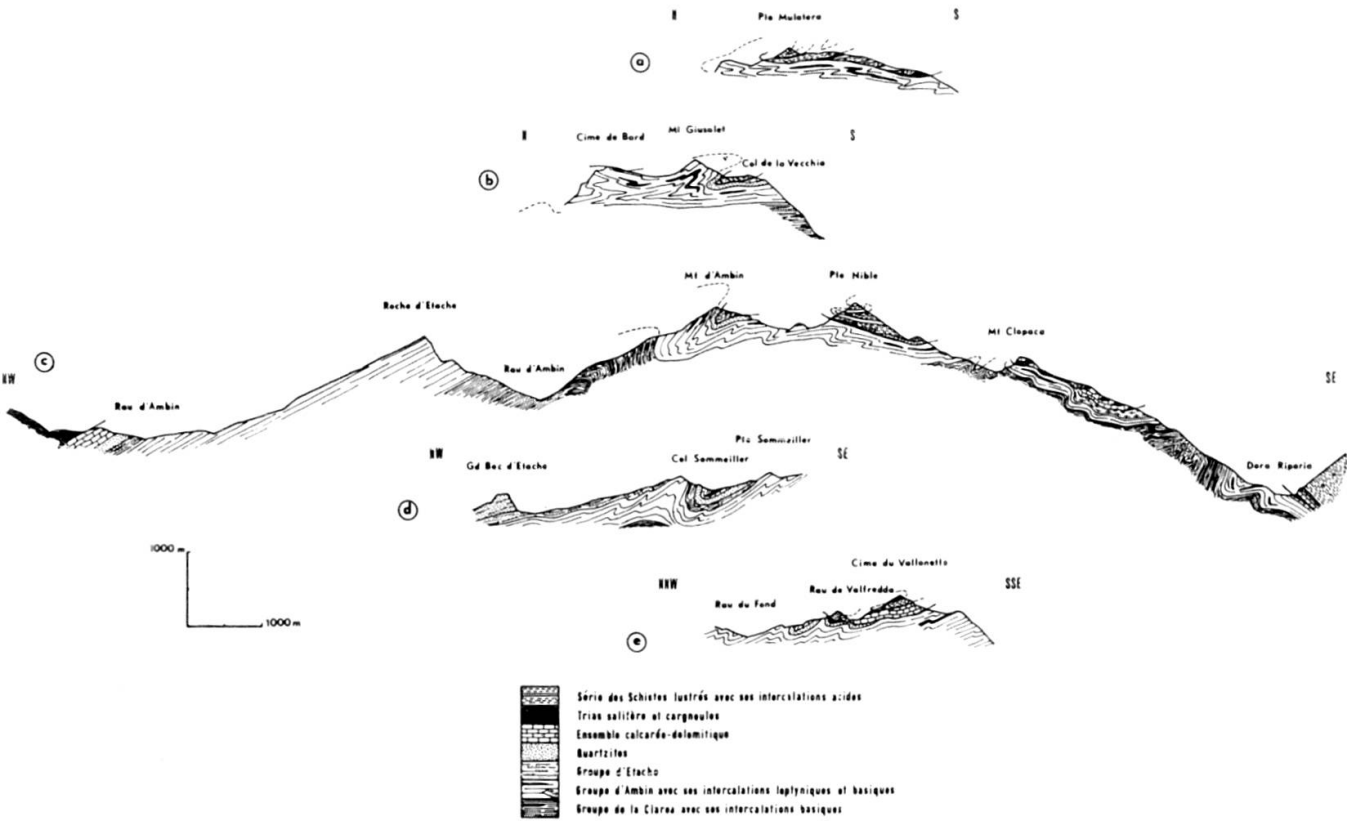 N Pte Mulatera S
a
N Cime de Bard Mt Giusalet S
Col de la Vecchia
b
Mt d'Ambin Pte Nible
Roche d'Etache
Mt Clopaca
c
Rau d'Ambin
NW SE
Rau d'Ambin
Pte Sommeiller
NW Col Sommeiller SE
Gd Bec d'Etache
Dora Riparia
d
1000 m
Cima du Vallonetto
NNW Rau de Valfredda SSE
Rau du Fond
1000 m
e
Série des Schistes lustrés avec ses intercalations acides
Trias salifère et cargneules
Ensemble calcaréo-dolomitique
Quartzites
Groupe d'Etache
Groupe d'Ambin avec ses intercalations leptyniques et basiques
Groupe de la Clarea avec ses intercalations basiques